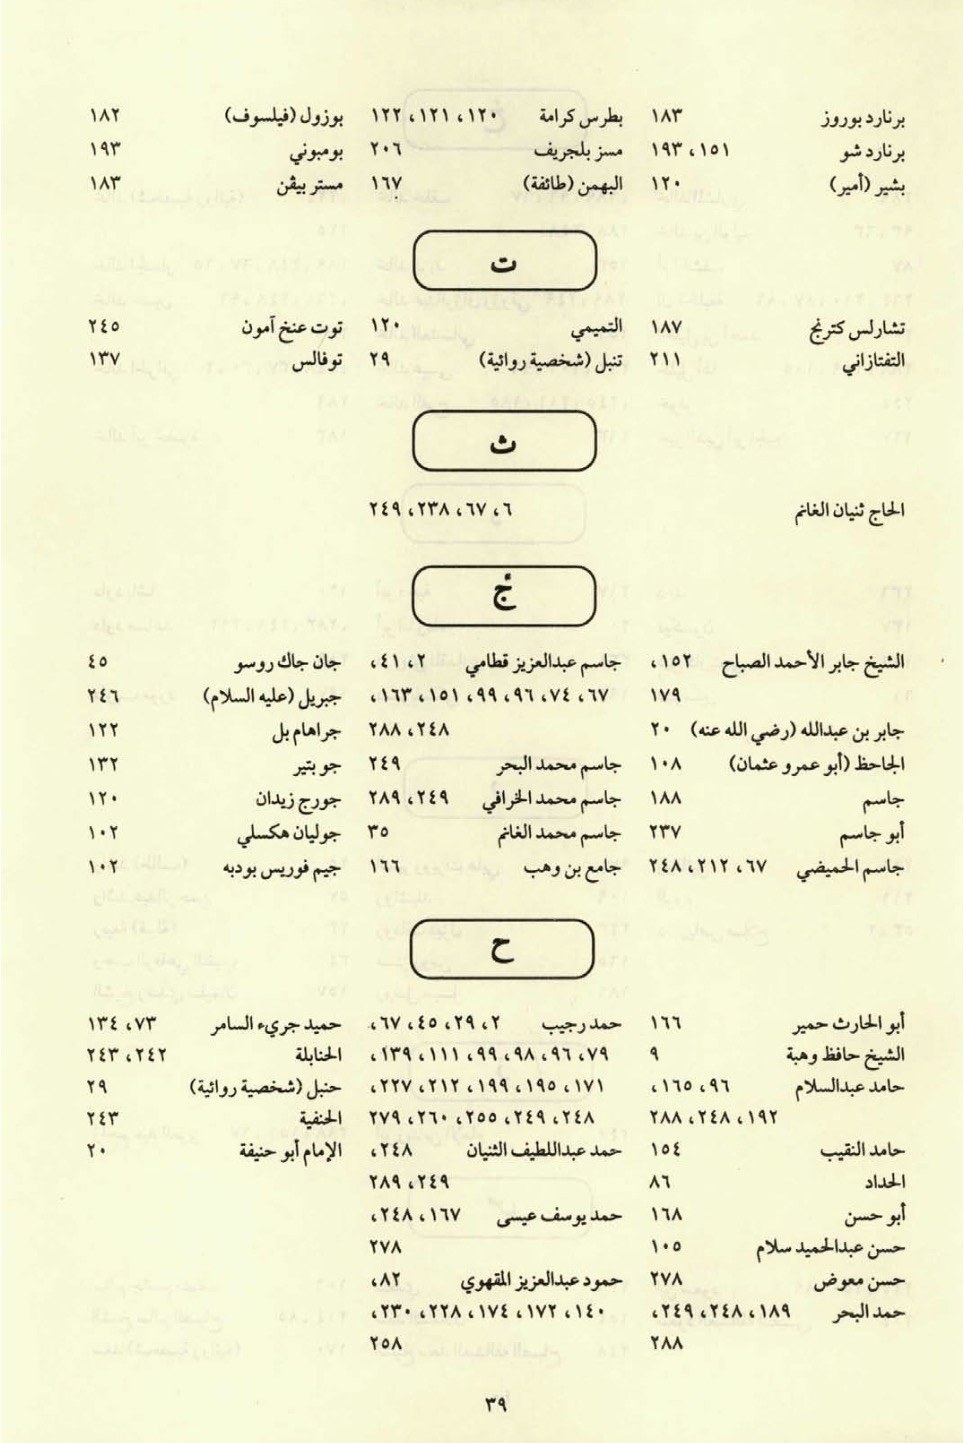 برنارد بوروز ١٨٣
برنارد شو ١٥١، ١٩٣
بشير (أمير) ١٢٠
بطرس كرامة ١٢٠، ١٢١، ١٢٢
مسز بلجريف ٢٠٦
البهمن (طائفة) ١٦٧
بوزول (فيلسوف) ١٨٢
بومبوني ١٩٣
مستر بيڤن ١٨٣
ت
تشارلس كترنج ١٨٧
التفتازاني ٢١١
التميمي ١٢٠
تنبل (شخصية روائية) ٢٩
توت عنخ آمون ٢٤٥
توفالس ١٣٧
ث
الحاج ثنيان الغانم ٦، ٦٧، ٢٣٨، ٢٤٩
ج
الشيخ جابر الأحمد الصباح ١٥٢،
١٧٩
جابر بن عبدالله (رضي الله عنه) ٢٠
الجاحظ (أبو عمرو عثمان) ١٠٨
جاسم ١٨٨
أبو جاسم ٢٣٧
جاسم الحميضي ٦٧، ٢١٢، ٢٤٨
جاسم عبدالعزيز قطامي ٢، ٤١،
٦٧، ٧٤، ٩٦، ٩٩، ١٥١، ١٦٣،
٢٤٨، ٢٨٨
جاسم محمد البحر ٢٤٩
جاسم محمد الخرافي ٢٤٩، ٢٨٩
جاسم محمد الغانم ٣٥
جامع بن وهب ١٦٦
جان جاك روسو ٤٥
جبريل (عليه السلام) ٢٤٦
جراهام بل ١٢٢
جو بتير ١٣٢
جورج زيدان ١٢٠
جوليان هكسلي ١٠٢
جيم فوريس بودبه ١٠٢
ح
أبو الحارث حمير ١٦٦
الشيخ حافظ وهبة ٩
حامد عبدالسلام ٩٦، ١٦٥،
١٩٢، ٢٤٨، ٢٨٨
حامد النقيب ١٥٤
الحداد ٨٦
أبو حسن ١٦٨
حسن عبدالحميد سلام ١٠٥
حسن معوض ٢٧٨
حمد البحر ١٨٩، ٢٤٨، ٢٤٩،
٢٨٨
حمد رجيب ٢، ٢٩، ٤٥، ٦٧،
٧٩، ٩٦، ٩٨، ٩٩، ١١١، ١٣٩،
١٧١، ١٩٥، ١٩٩، ٢١٢، ٢٢٧،
٢٤٨، ٢٤٩، ٢٥٥، ٢٦٠، ٢٧٩
حمد عبداللطيف الثنيان ٢٤٨،
٢٤٩، ٢٨٩
حمد يوسف عيسى ١٦٧، ٢٤٨،
٢٧٨
حمود عبدالعزيز المقهوي ٨٢،
١٤٠، ١٧٢، ١٧٤، ٢٢٨، ٢٣٠،
٢٥٨
حميد جريء السامر ٧٣، ١٣٤
الحنابلة ٢٤٢، ٢٤٣
حنبل (شخصية روائية) ٢٩
الحنفية ٢٤٣
الإمام أبو حنيفة ٢٠
٣٩